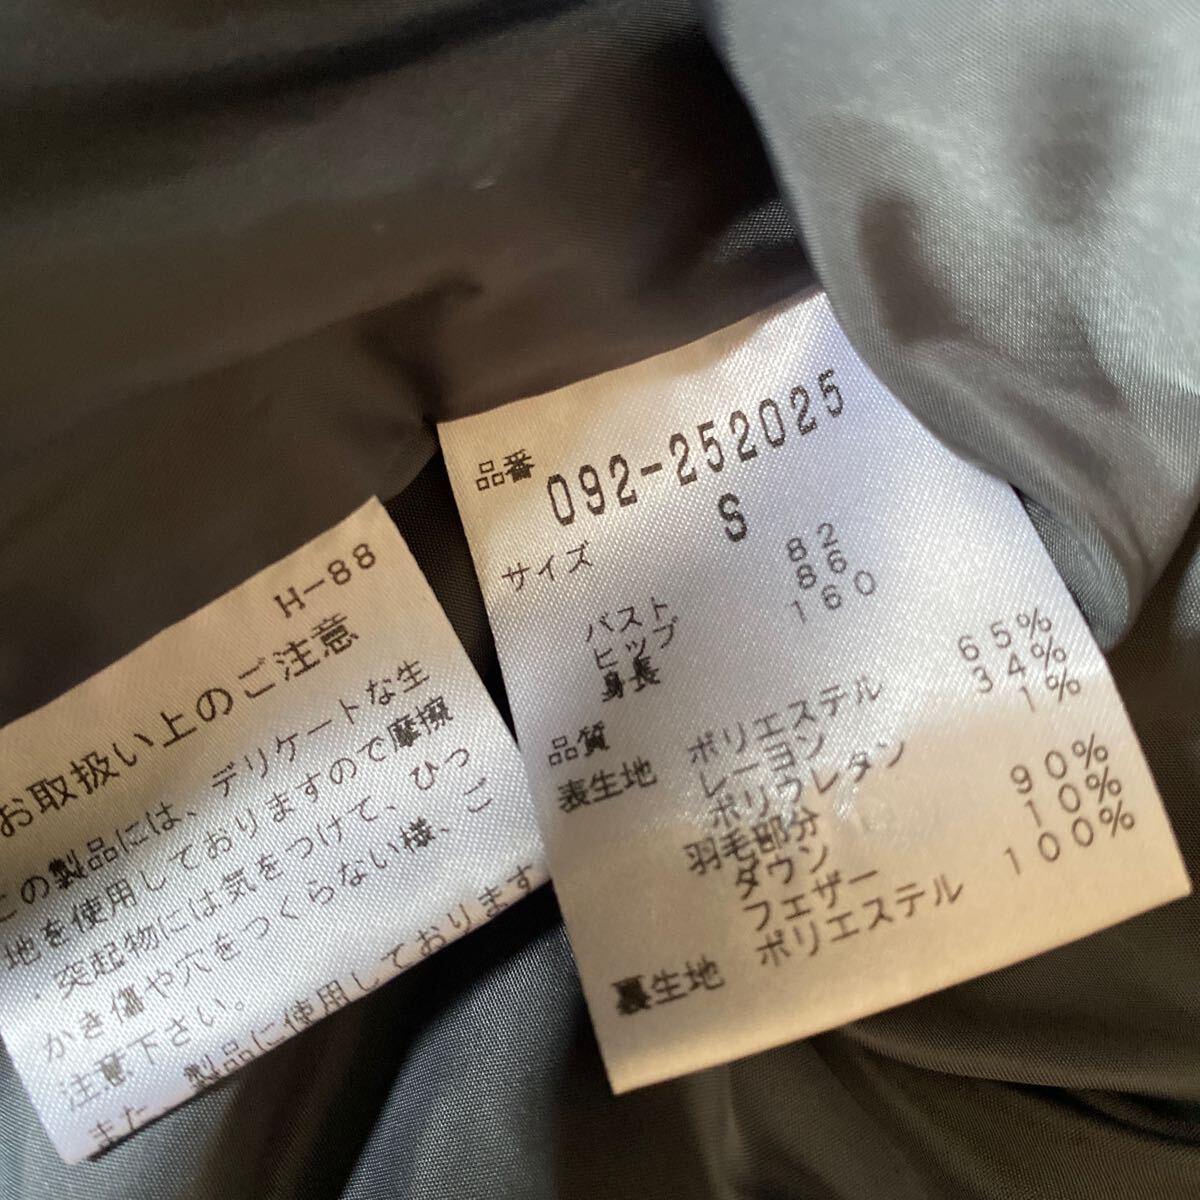 H-88
お取扱い上のご注意
この製品には、デリケートな生
地を使用しておりますので摩擦
、突起物には気をつけて、ひっ
かき傷や穴をつくらない様、ご
注意下さい。
また、製品に使用しております
品番 092-252025
サイズ S
バスト 82
ヒップ 86
身長 160
品質
表生地 ポリエステル 65%
レーヨン 34%
ポリウレタン 1%
羽毛部分
ダウン 90%
フェザー 10%
裏生地 ポリエステル 100%